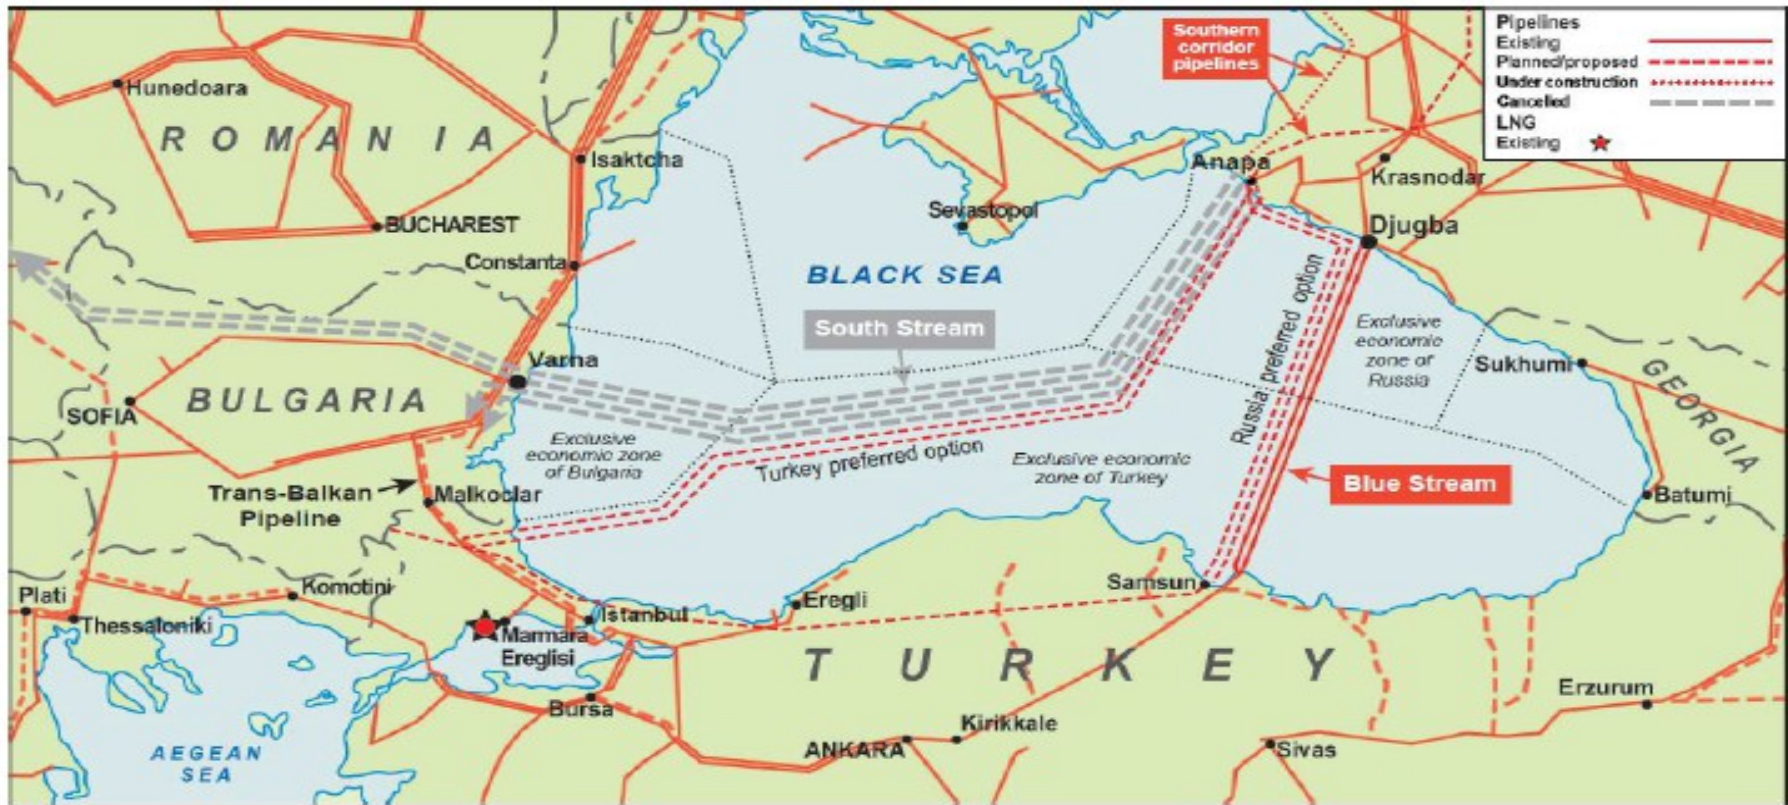 Pipelines
Existing
Planned/proposed
Under construction
Cancelled
LNG
Existing
Southern
corridor
pipelines
Hunedoara
ROMANIA
Isaktcha
Anapa
Krasnodar
Sevastopol
BUCHAREST
Djugba
Constanta
BLACK SEA
South Stream
Russia preferred option
Exclusive
economic
zone of
Russia
Varna
Sukhumi
GEORGIA
SOFIA
BULGARIA
Exclusive
economic zone
of Bulgaria
Turkey preferred option
Exclusive economic
zone of Turkey
Blue Stream
Trans-Balkan
Pipeline
Malkoclar
Batumi
Plati
Komotini
Thessaloniki
Istanbul
Eregli
Samsun
Marmara
Ereglisi
TURKEY
Bursa
Erzurum
Kirikkale
ANKARA
Sivas
AEGEAN
SEA